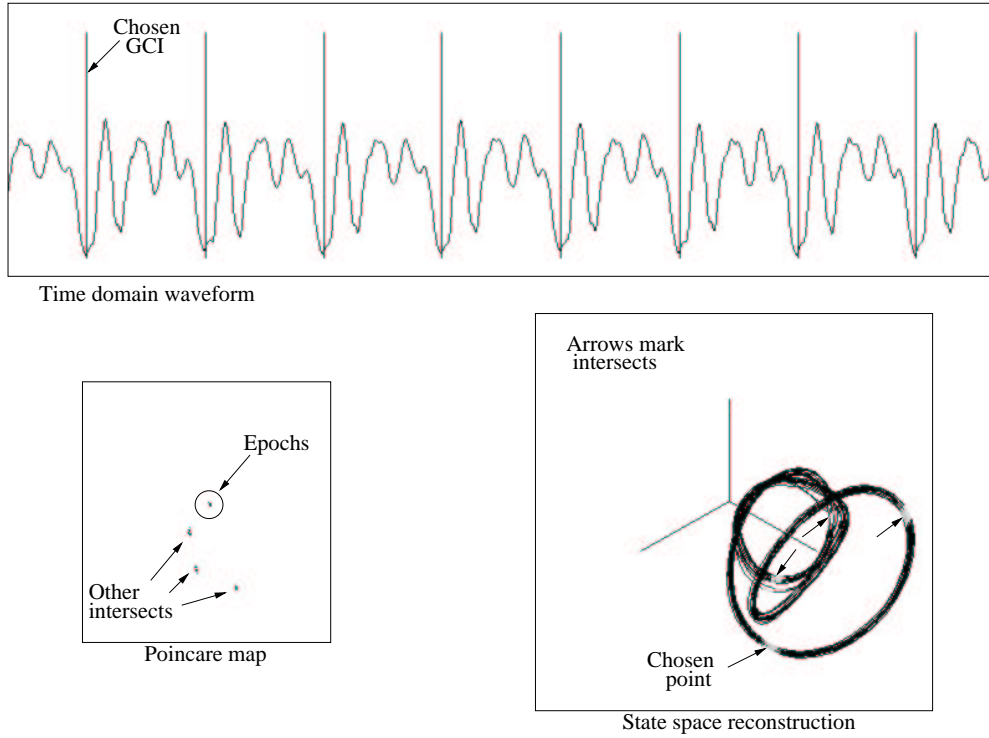 Chosen
GCI
Time domain waveform
Arrows mark
intersects
Epochs
Other
intersects
Poincare map
Chosen
point
State space reconstruction